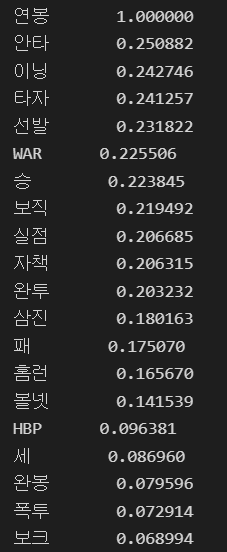 연봉 1.000000
안타 0.250882
이닝 0.242746
타자 0.241257
선발 0.231822
WAR 0.225506
승 0.223845
보직 0.219492
실점 0.206685
자책 0.206315
완투 0.203232
삼진 0.180163
패 0.175070
홈런 0.165670
볼넷 0.141539
HBP 0.096381
세 0.086960
완봉 0.079596
폭투 0.072914
보크 0.068994